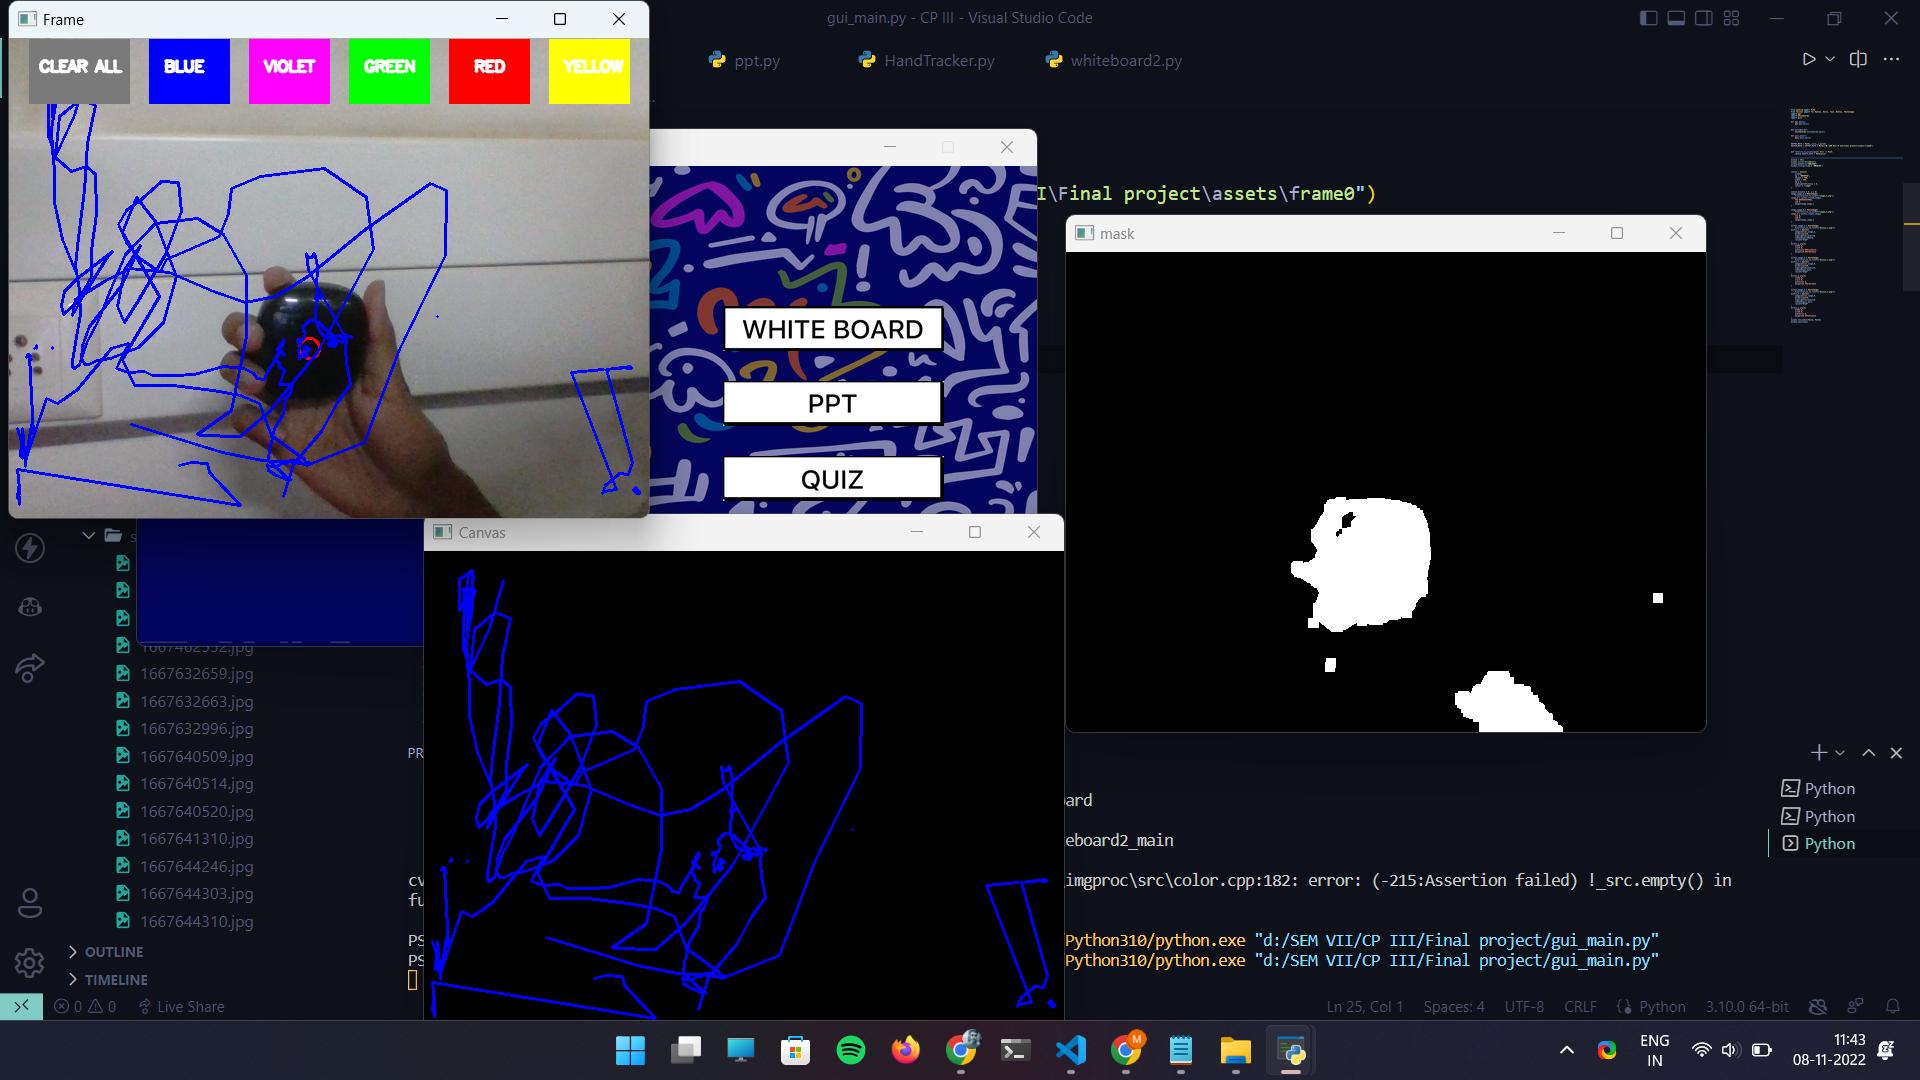 Frame
CLEAR ALL
BLUE
VIOLET
GREEN
RED
YELLOW
gui_main.py - CP III - Visual Studio Code
ppt.py
HandTracker.py
whiteboard2.py
I\Final project\assets\frame0")
WHITE BOARD
PPT
QUIZ
mask
Canvas
s
1667462552.jpg
1667632659.jpg
1667632663.jpg
1667632996.jpg
1667640509.jpg
1667640514.jpg
1667640520.jpg
1667641310.jpg
1667644246.jpg
1667644303.jpg
1667644310.jpg
OUTLINE
TIMELINE
PR
ard
eboard2_main
cv
imgproc\src\color.cpp:182: error: (-215:Assertion failed) !_src.empty() in
fu
PS
Python310/python.exe "d:/SEM VII/CP III/Final project/gui_main.py"
PS
Python310/python.exe "d:/SEM VII/CP III/Final project/gui_main.py"
Python
Python
Python
0 0 Live Share
Ln 25, Col 1 Spaces: 4 UTF-8 CRLF Python 3.10.0 64-bit
M
ENG
IN
11:43
08-11-2022